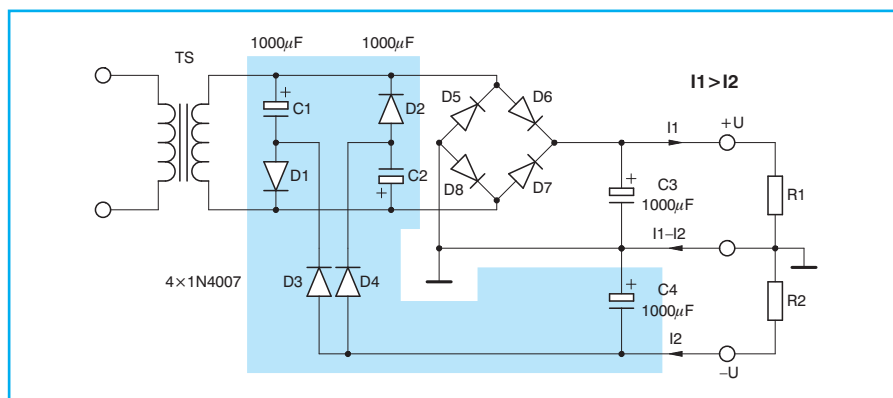 1000μF
1000μF
TS
I1>I2
C1
D2
D5
D6
I1
+U
D1
C2
D8
D7
C3
1000μF
R1
I1–I2
4×1N4007
D3
D4
C4
1000μF
R2
I2
–U